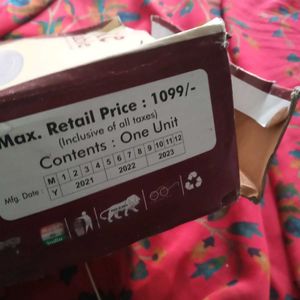 Max. Retail Price : 1099/-
(Inclusive of all taxes)
Contents : One Unit
Mfg. Date : M 1 2 3 4 5 6 7 8 9 10 11 12
Y 2021 2022 2023